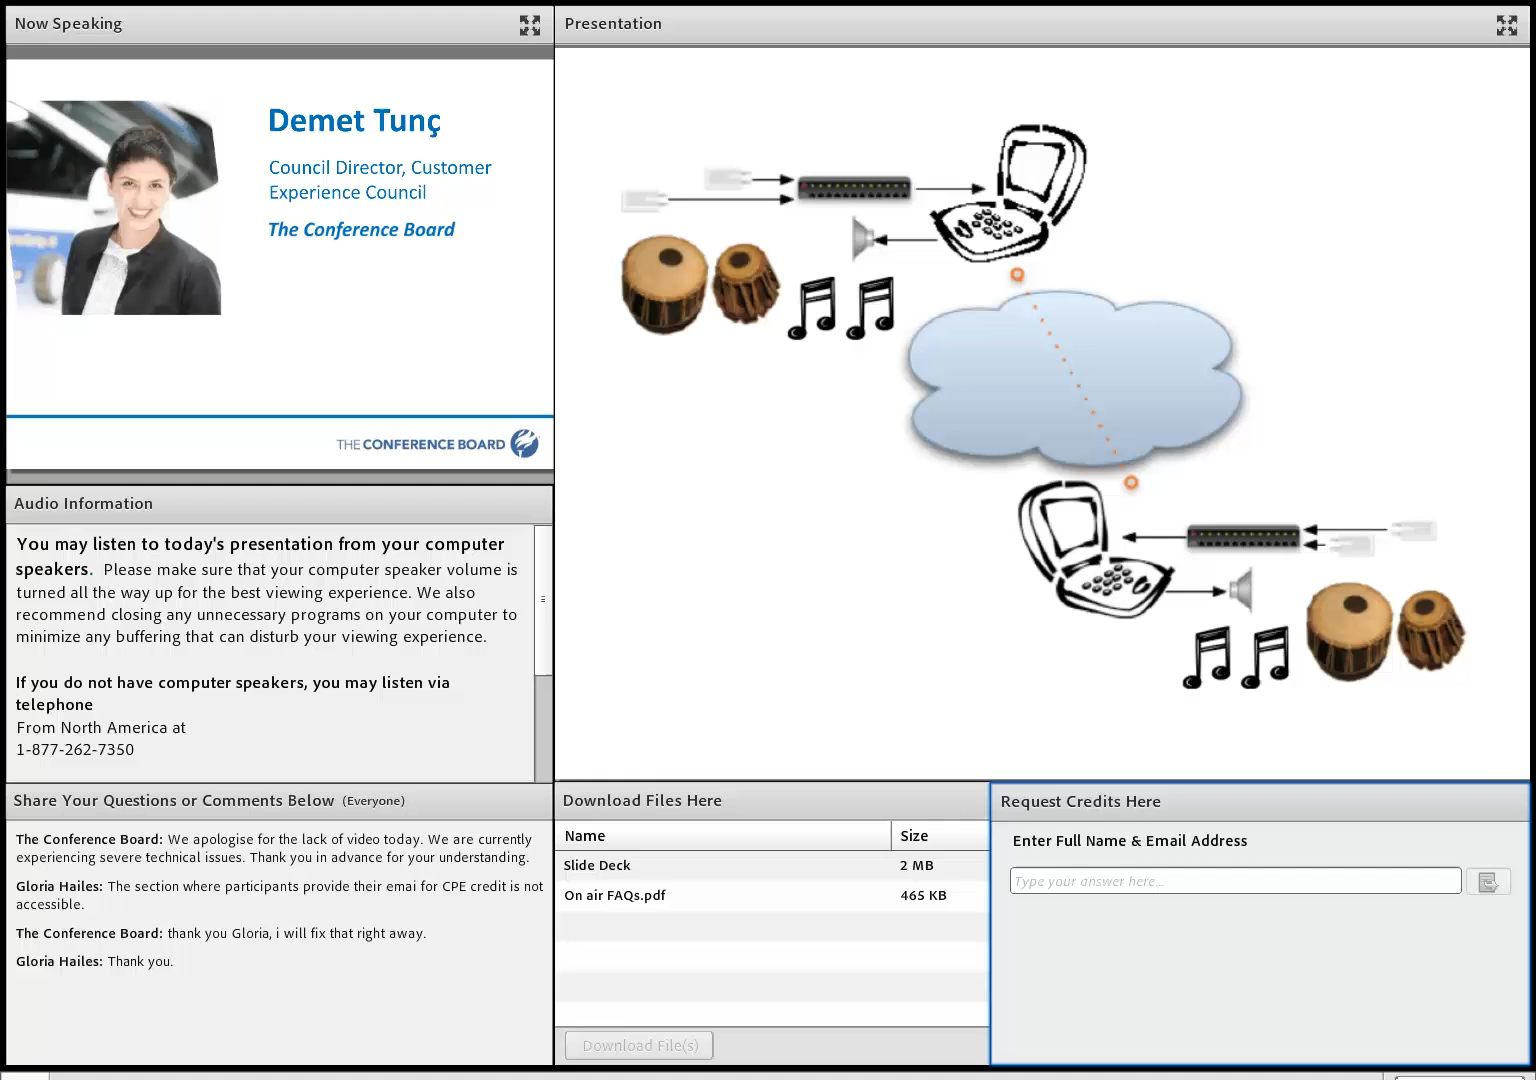 Now Speaking
Presentation
Demet Tunç
Council Director, Customer
Experience Council
The Conference Board
THE CONFERENCE BOARD
Audio Information
You may listen to today's presentation from your computer
speakers. Please make sure that your computer speaker volume is
turned all the way up for the best viewing experience. We also
recommend closing any unnecessary programs on your computer to
minimize any buffering that can disturb your viewing experience.
If you do not have computer speakers, you may listen via
telephone
From North America at
1-877-262-7350
Share Your Questions or Comments Below (Everyone)
The Conference Board: We apologise for the lack of video today. We are currently
experiencing severe technical issues. Thank you in advance for your understanding.
Gloria Hailes: The section where participants provide their emai for CPE credit is not
accessible.
The Conference Board: thank you Gloria, i will fix that right away.
Gloria Hailes: Thank you.
Download Files Here
Name Size
Slide Deck 2 MB
On air FAQs.pdf 465 KB
Download File(s)
Request Credits Here
Enter Full Name & Email Address
Type your answer here...